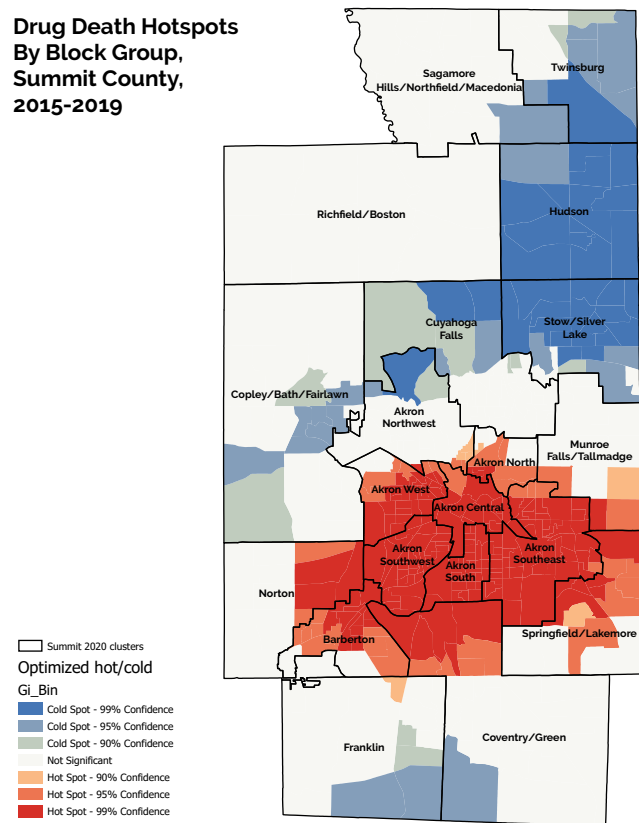 Drug Death Hotspots
By Block Group,
Summit County,
2015-2019
Twinsburg
Sagamore
Hills/Northfield/Macedonia
Richfield/Boston
Hudson
Cuyahoga
Falls
Stow/Silver
Lake
Copley/Bath/Fairlawn
Akron
Northwest
Munroe
Falls/Tallmadge
Akron North
Akron West
Akron Central
Akron
Southwest
Akron
South
Akron
Southeast
Norton
Barberton
Springfield/Lakemore
Franklin
Coventry/Green
Summit 2020 clusters
Optimized hot/cold
Gi_Bin
Cold Spot - 99% Confidence
Cold Spot - 95% Confidence
Cold Spot - 90% Confidence
Not Significant
Hot Spot - 90% Confidence
Hot Spot - 95% Confidence
Hot Spot - 99% Confidence